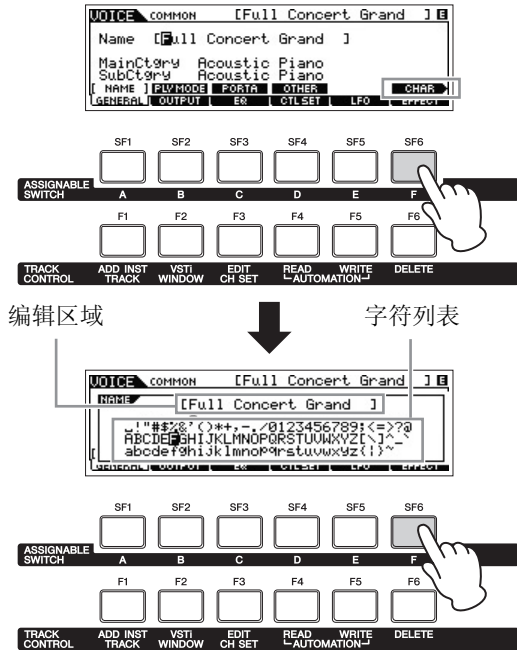 VOICE COMMON [Full Concert Grand ] E
Name [Full Concert Grand ]
MainCtgry Acoustic Piano
SubCtgry Acoustic Piano
[ NAME ] PLYMODE PORTA OTHER CHAR
GENERAL OUTPUT EQ CTLSET LFO EFFECT
SF1 SF2 SF3 SF4 SF5 SF6
ASSIGNABLE SWITCH A B C D E F
F1 F2 F3 F4 F5 F6
TRACK CONTROL ADD INST TRACK VSTi WINDOW EDIT CH SET READ WRITE AUTOMATION DELETE
编辑区域 字符列表
VOICE COMMON [Full Concert Grand ] E
NAME
[Full Concert Grand ]
!"#$%&'()*+,-./0123456789:;<=>?@
ABCDEFGHIJKLMNOPQRSTUVWXYZ[\]^_`
abcdefghijklmnopqrstuvwxyz{|}~
GENERAL OUTPUT EQ CTLSET LFO EFFECT
SF1 SF2 SF3 SF4 SF5 SF6
ASSIGNABLE SWITCH A B C D E F
F1 F2 F3 F4 F5 F6
TRACK CONTROL ADD INST TRACK VSTi WINDOW EDIT CH SET READ WRITE AUTOMATION DELETE